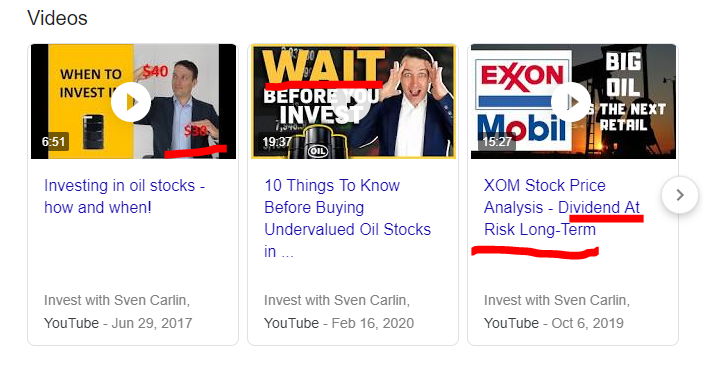 Videos
WHEN TO
INVEST I
$40
6:51
WAIT
BEFORE YOU
INVEST
OIL
19:37
EXXON
Mobil
BIG
OIL
S THE NEXT
RETAIL
15:27
Investing in oil stocks -
how and when!
10 Things To Know
Before Buying
Undervalued Oil Stocks
in ...
XOM Stock Price
Analysis - Dividend At
Risk Long-Term
Invest with Sven Carlin,
YouTube - Jun 29, 2017
Invest with Sven Carlin,
YouTube - Feb 16, 2020
Invest with Sven Carlin,
YouTube - Oct 6, 2019